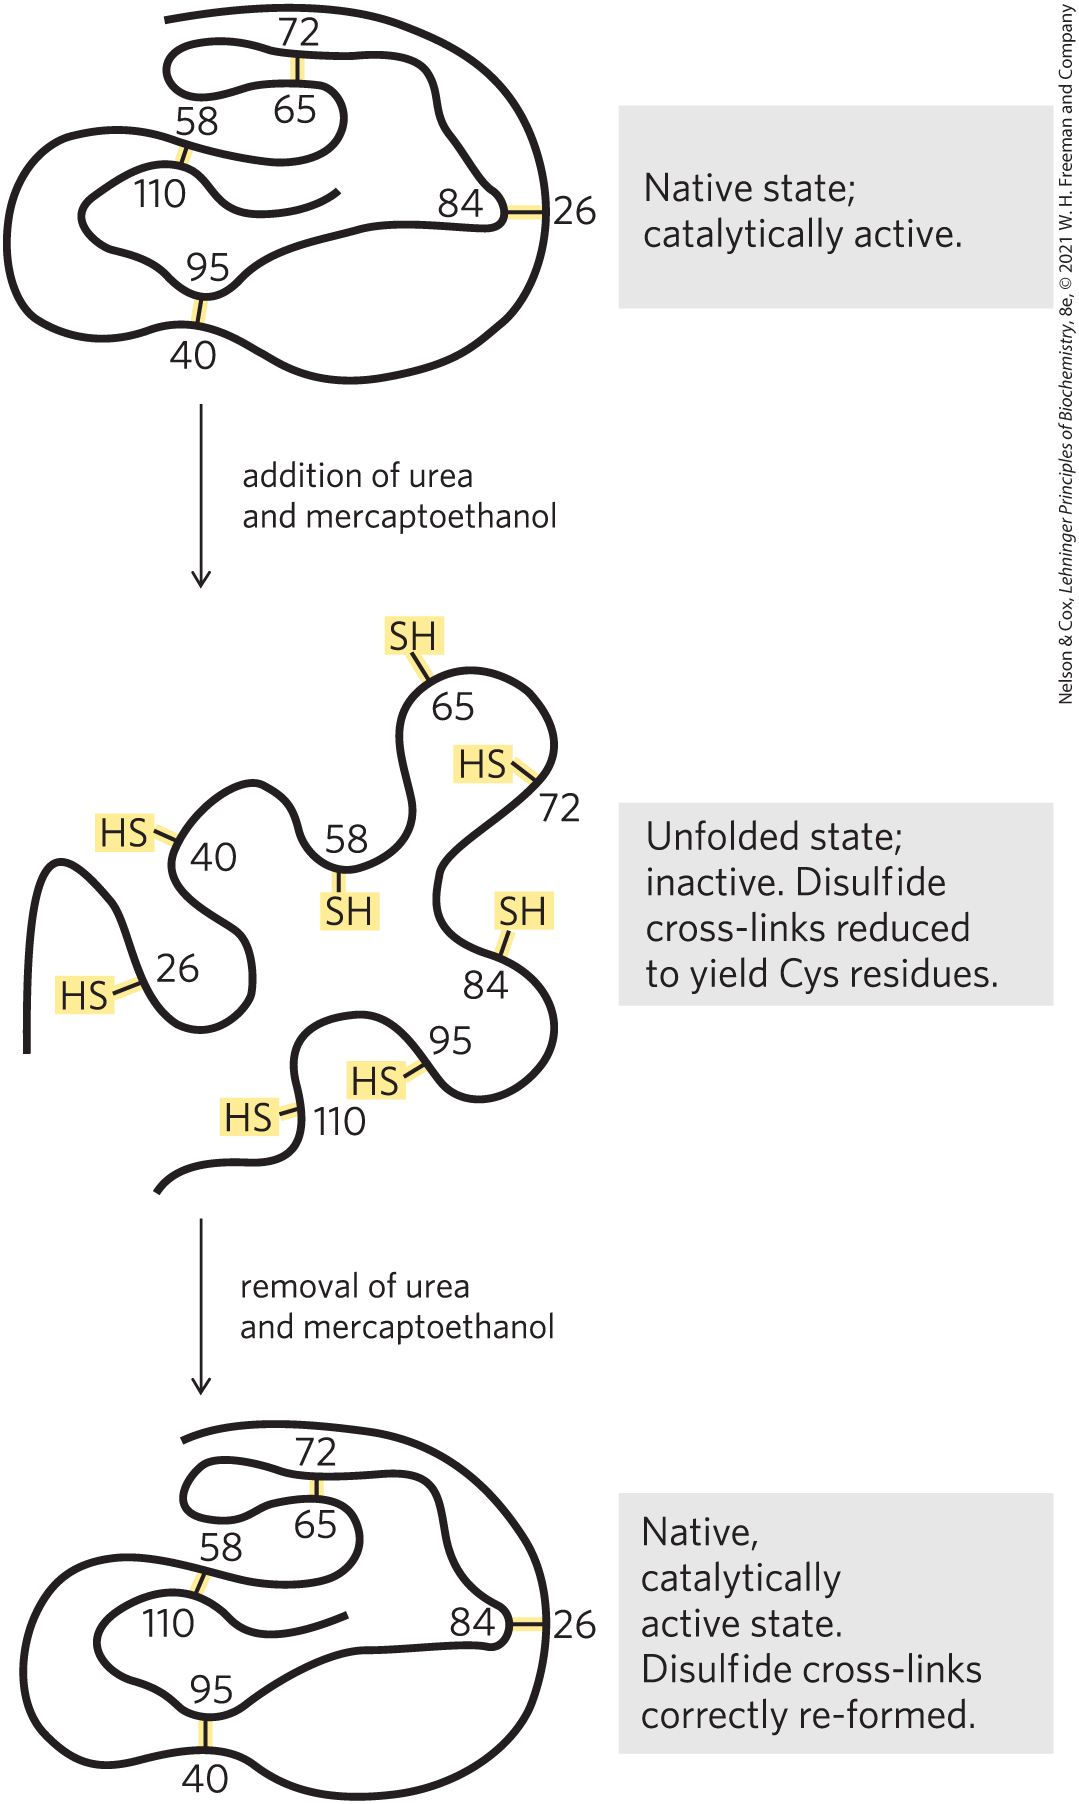 72
65
58
110
84
26
95
40
Native state;
catalytically active.
Nelson & Cox, Lehninger Principles of Biochemistry, 8e, © 2021 W. H. Freeman and Company
addition of urea
and mercaptoethanol
SH
65
HS
72
HS
40
58
SH
SH
84
26
HS
95
HS
HS
110
Unfolded state;
inactive. Disulfide
cross-links reduced
to yield Cys residues.
removal of urea
and mercaptoethanol
72
65
58
110
84
26
95
40
Native,
catalytically
active state.
Disulfide cross-links
correctly re-formed.